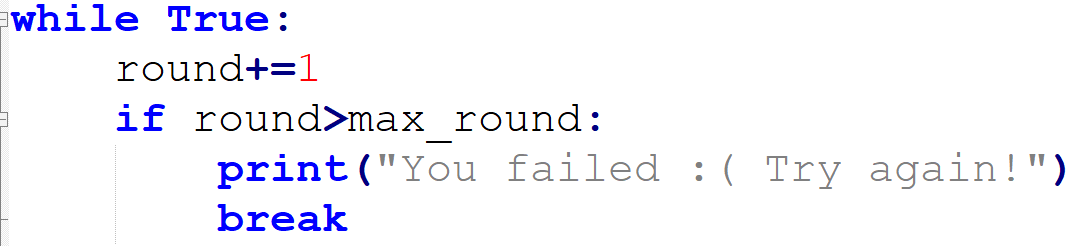 while True:
    round+=1
    if round>max_round:
        print("You failed :( Try again!")
        break